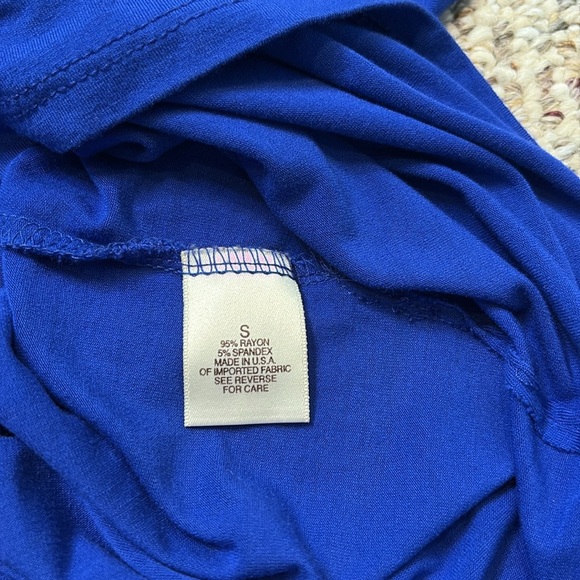 S
95% RAYON
5% SPANDEX
MADE IN U.S.A.
OF IMPORTED FABRIC
SEE REVERSE
FOR CARE